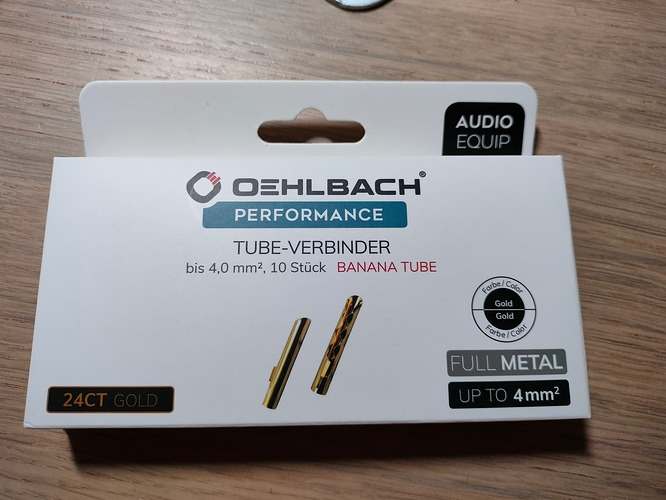 AUDIO
EQUIP
OEHLBACH®
PERFORMANCE
TUBE-VERBINDER
bis 4,0 mm², 10 Stück BANANA TUBE
Farbe / Color
Gold
Gold
Farbe / Color
FULL METAL
24CT GOLD
UP TO 4mm²